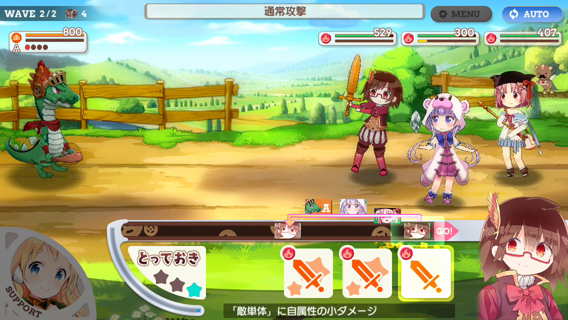 WAVE 2/2 4
通常攻撃
MENU
AUTO
800
A
529
300
407
A
GO!
とっておき
SUPPORT
「敵単体」に自属性の小ダメージ